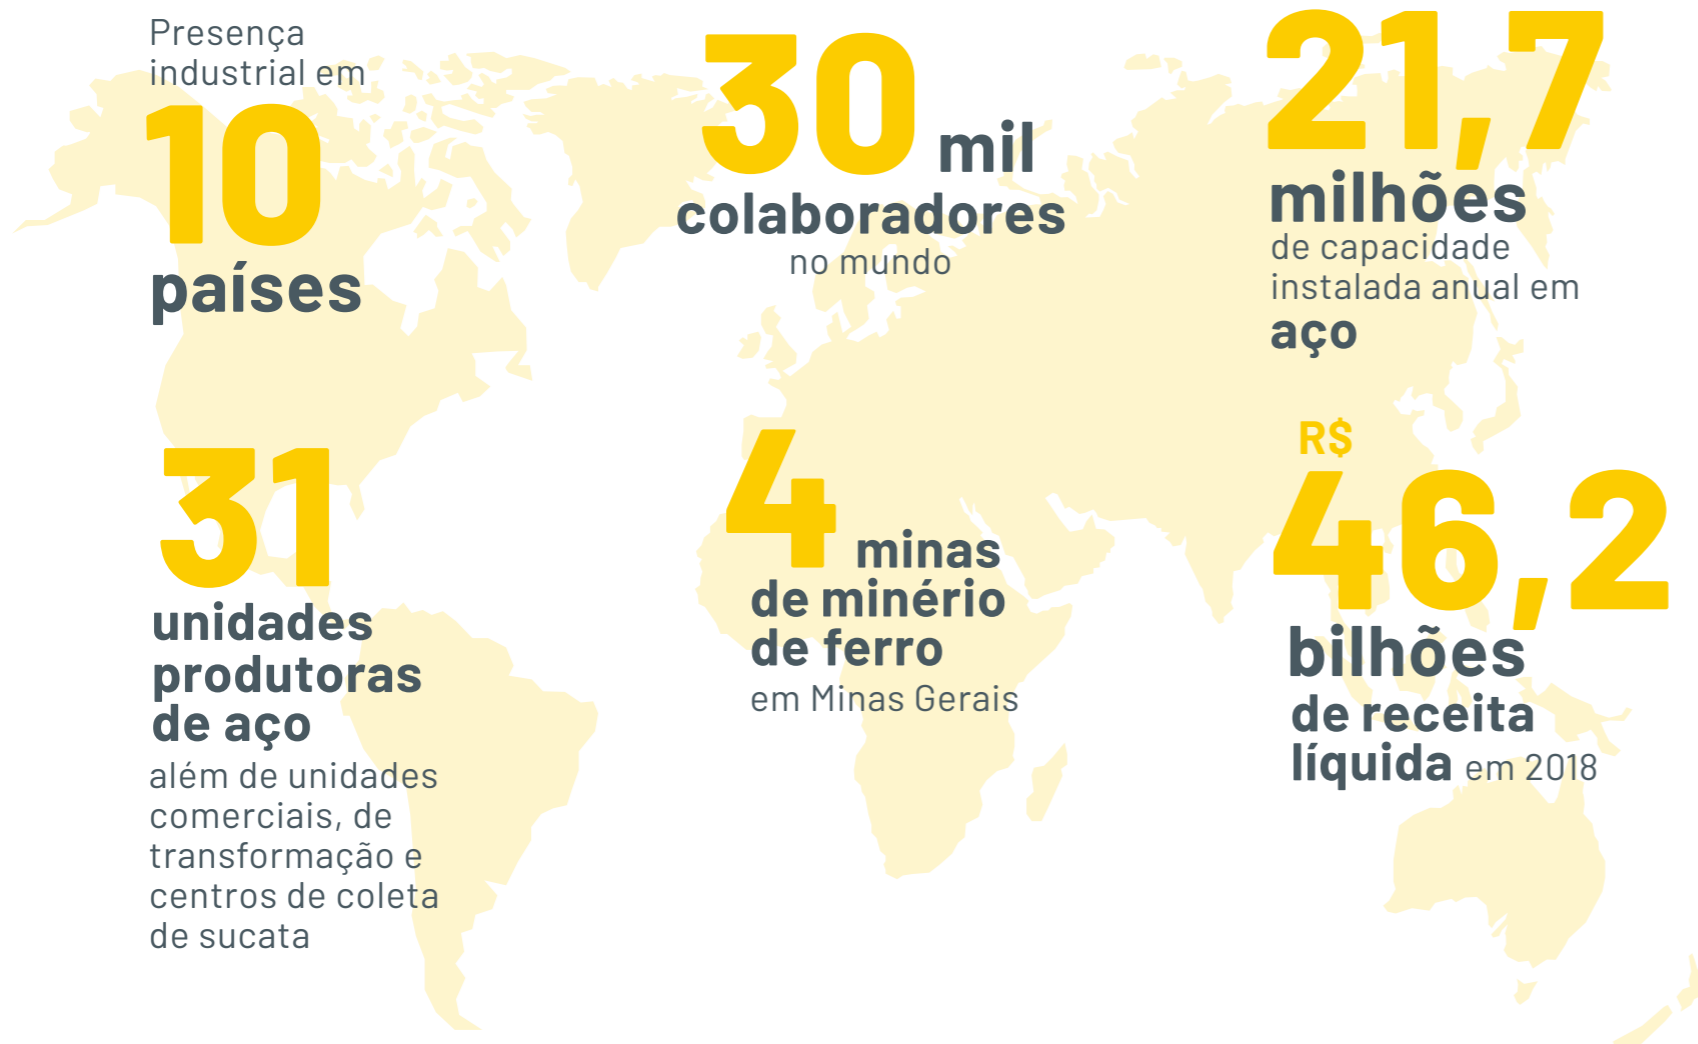 Presença
industrial em
10
países
30 mil
colaboradores
no mundo
21,7
milhões
de capacidade
instalada anual em
aço
31
unidades
produtoras
de aço
além de unidades
comerciais, de
transformação e
centros de coleta
de sucata
4 minas
de minério
de ferro
em Minas Gerais
R$
46,2
bilhões
de receita
líquida em 2018